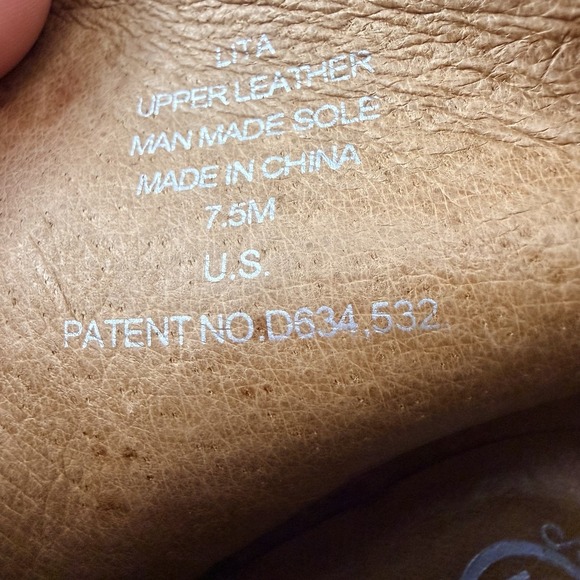 LITA
UPPER LEATHER
MAN MADE SOLE
MADE IN CHINA
7.5M
U.S.
PATENT NO.D634,532